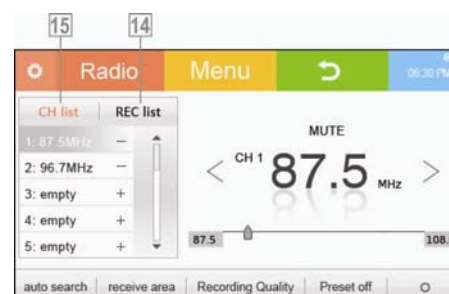 15 14
Radio Menu 06:30 PM
CH list REC list
1: 87.5MHz −
2: 96.7MHz −
3: empty +
4: empty +
5: empty +
MUTE
< CH 1 87.5 MHz >
87.5 108.
auto search receive area Recording Quality Preset off